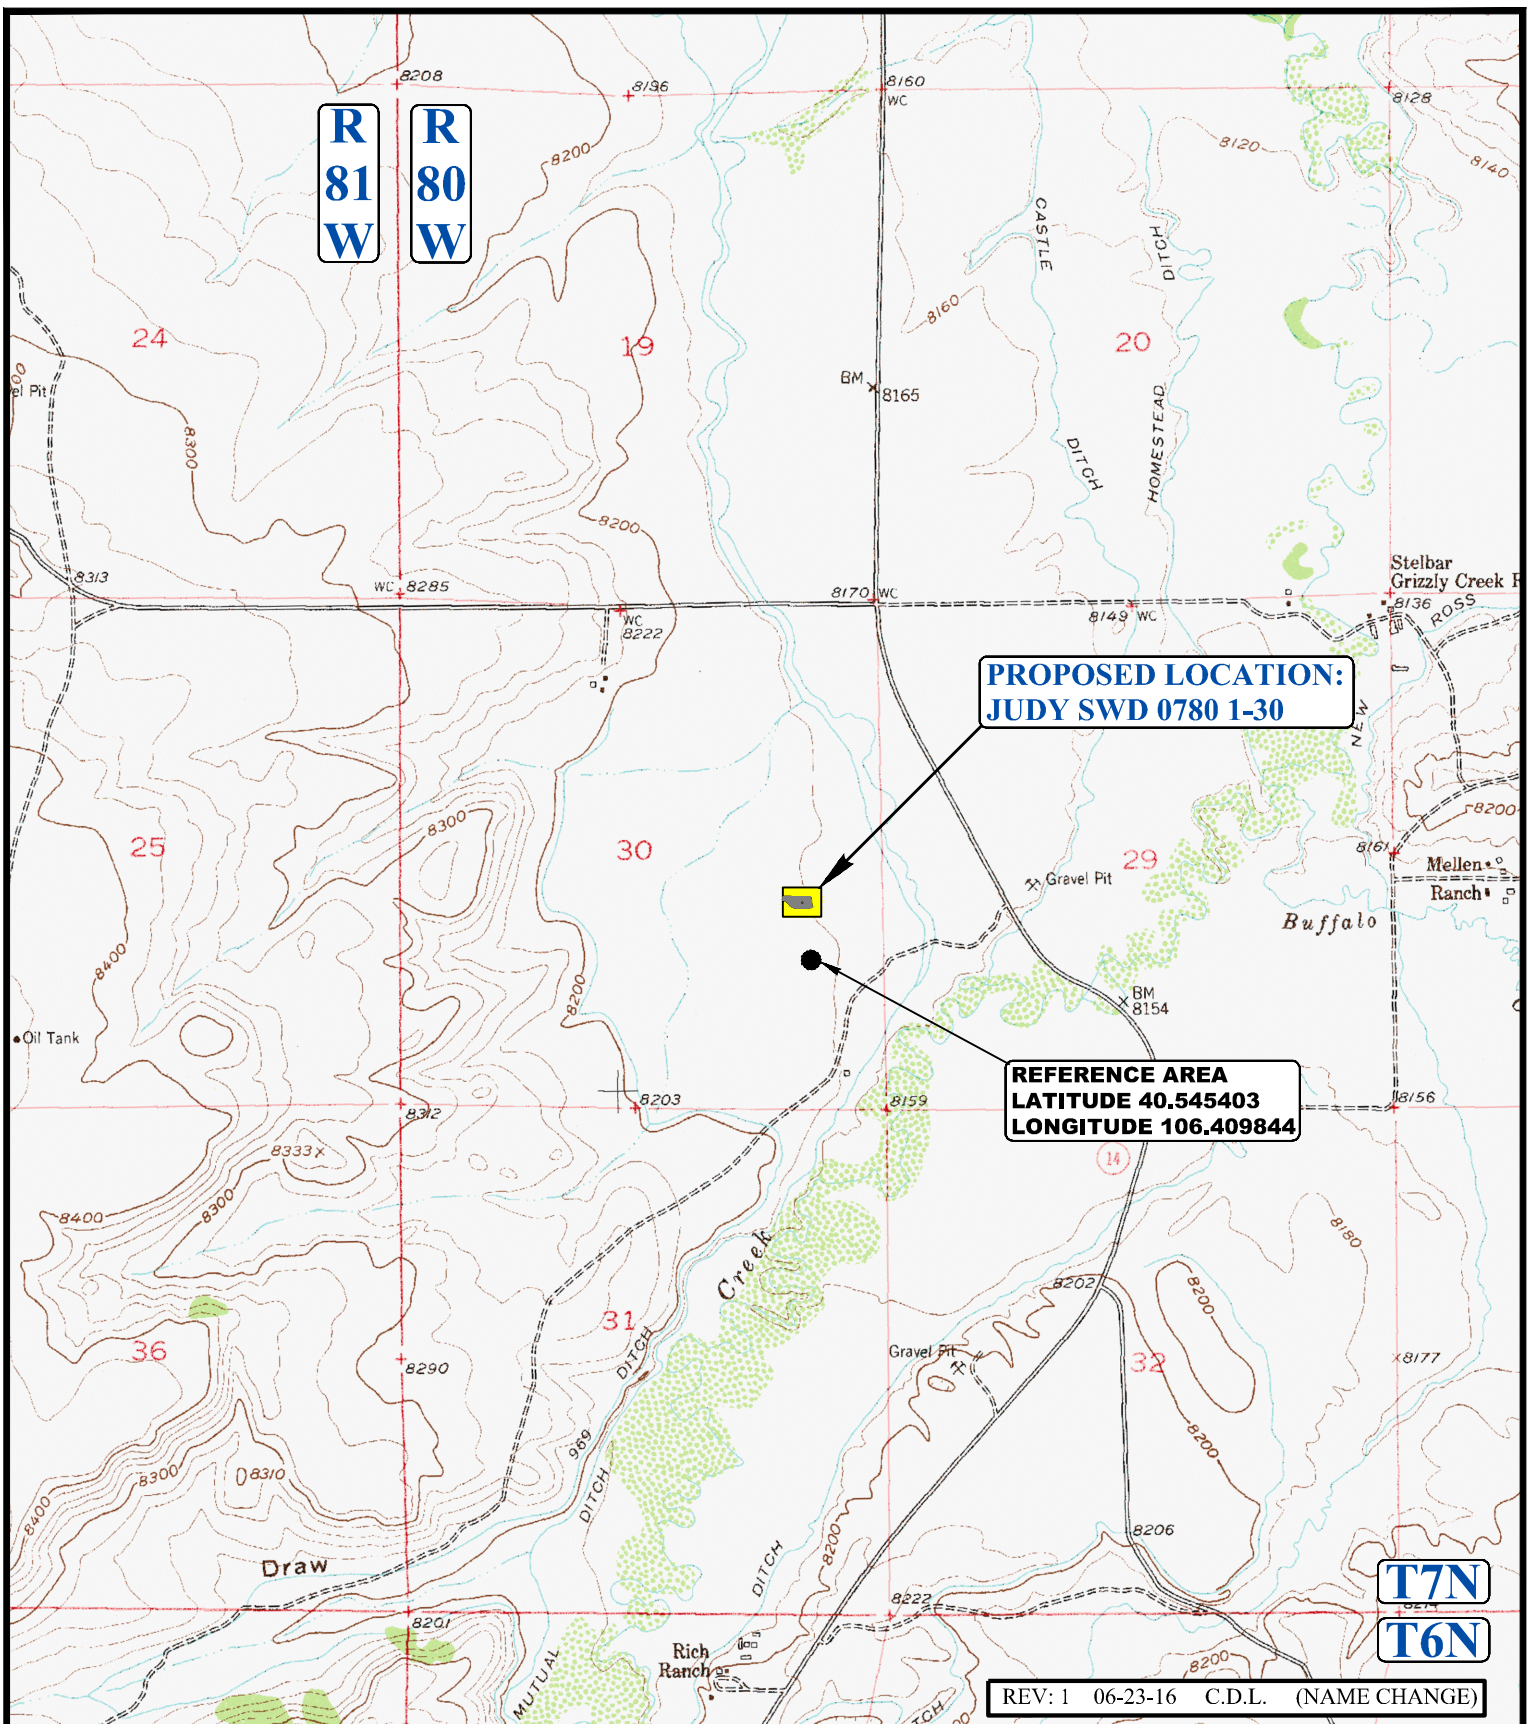 8208
8196
8160
WC
8128
R
81
W
R
80
W
8200
8120
8140
CASTLE
DITCH
8160
24
19
20
BM
8165
el Pit
8300
DITCH
HOMESTEAD
8200
Stelbar
Grizzly Creek R
8313
WC 8285
8170 WC
8136
ROSS
WC
8222
8149 WC
PROPOSED LOCATION:
JUDY SWD 0780 1-30
NEW
8200
8300
25
30
29
8161
Mellen
Ranch
Gravel Pit
Buffalo
8400
8200
BM
8154
Oil Tank
REFERENCE AREA
LATITUDE 40.545403
LONGITUDE 106.409844
8312
8203
8159
8156
8333
14
8400
8300
8180
Creek
8202
8200
31
36
DITCH
8290
Gravel Pit
32
8177
969
8200
8300
8310
8400
DITCH
8206
Draw
DITCH
8200
T7N
8222
8201
T6N
Rich
Ranch
MUTUAL
8200
REV: 1 06-23-16 C.D.L. (NAME CHANGE)